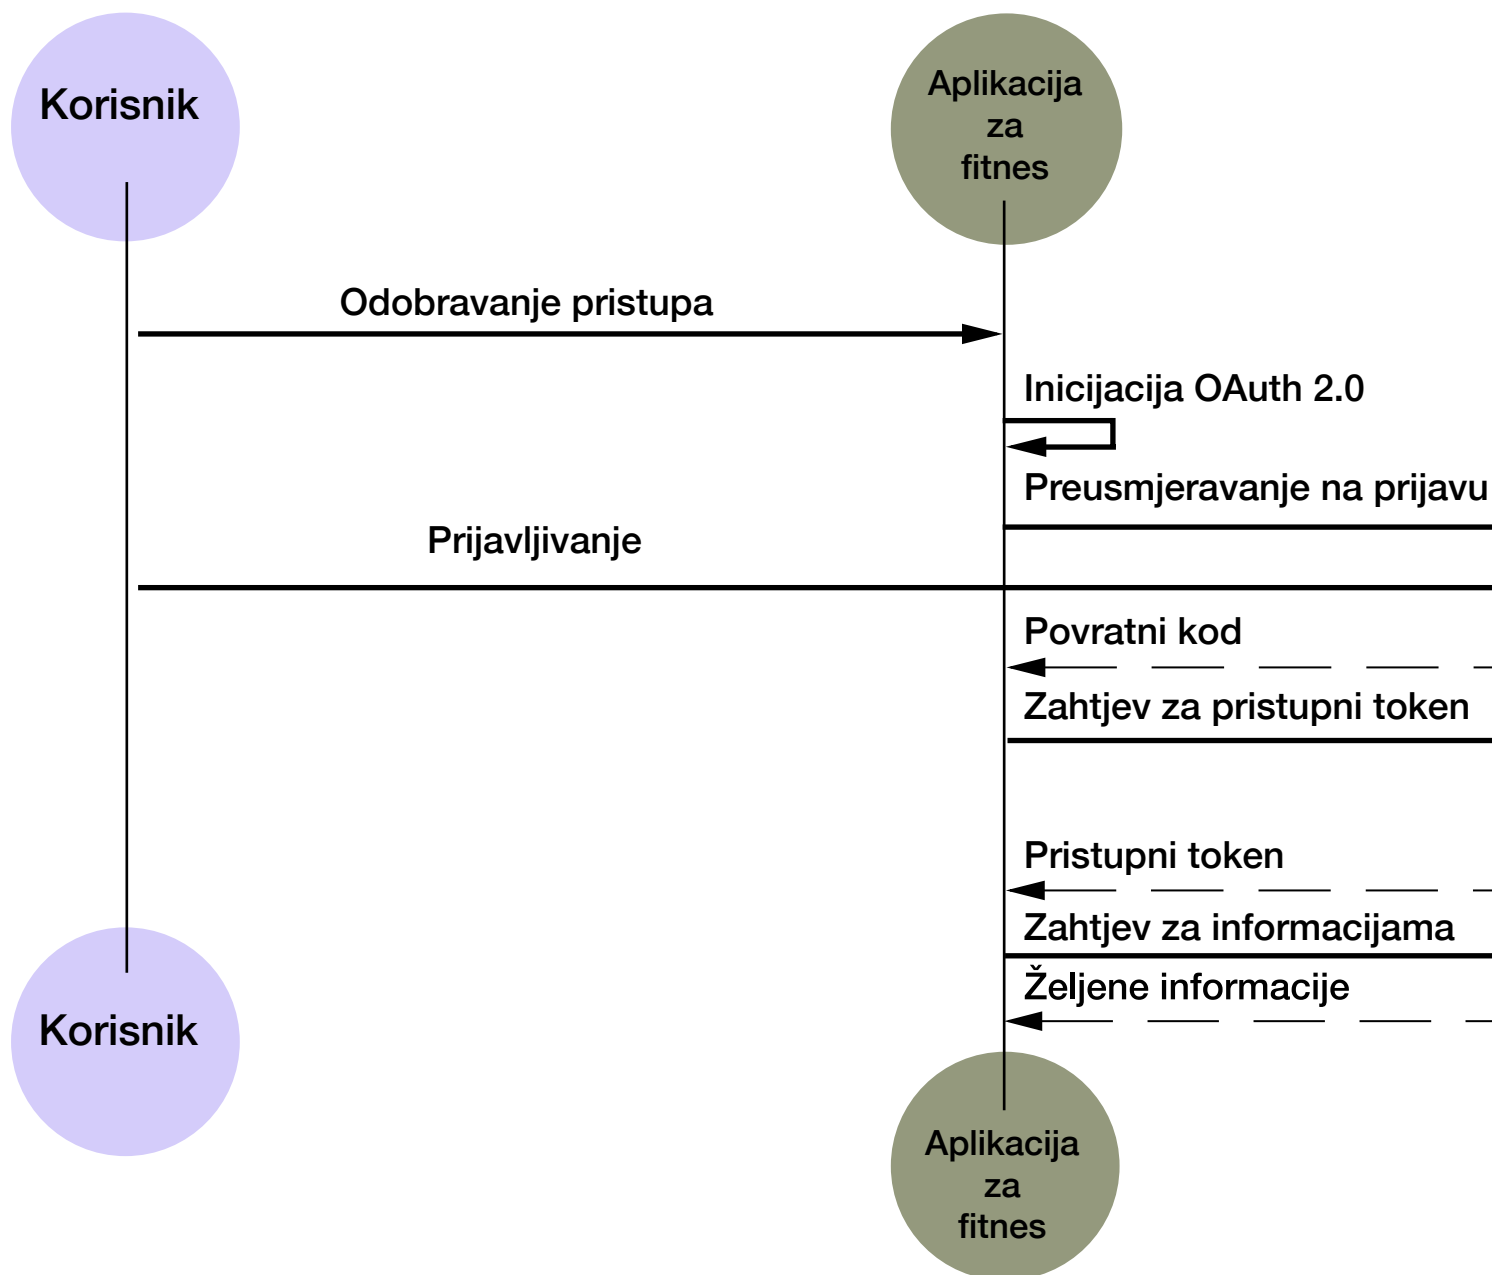 Korisnik
Aplikacija
za
fitnes
Odobravanje pristupa
Inicijacija OAuth 2.0
Preusmjeravanje na prijavu
Prijavljivanje
Povratni kod
Zahtjev za pristupni token
Pristupni token
Zahtjev za informacijama
Željene informacije
Korisnik
Aplikacija
za
fitnes